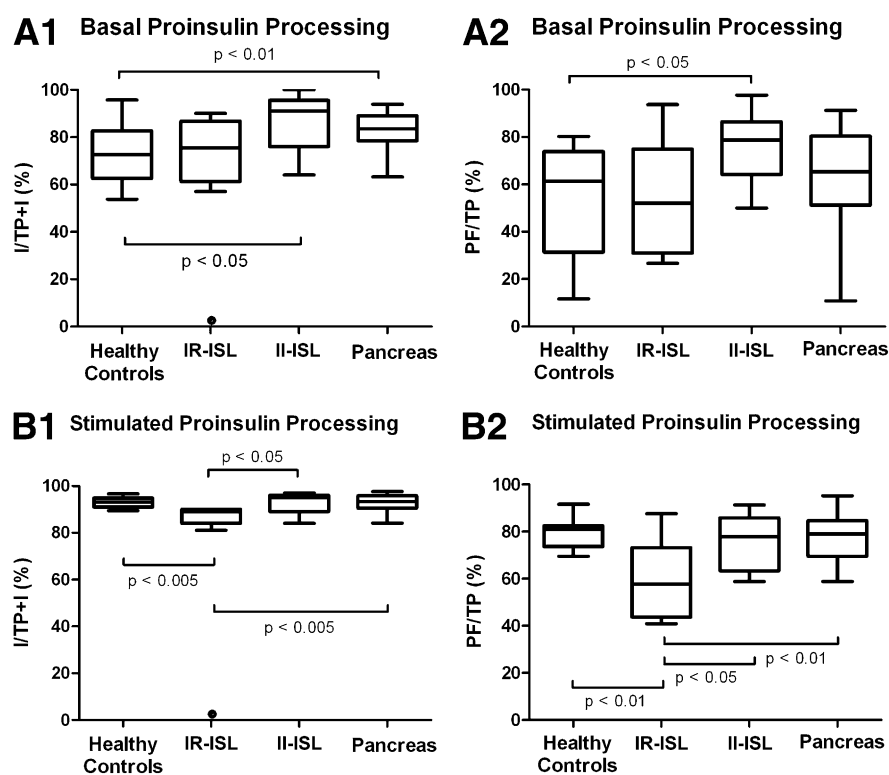 A1 Basal Proinsulin Processing
p < 0.01
100
80
60
40
20
0
I/TP+I (%)
p < 0.05
Healthy Controls
IR-ISL
II-ISL
Pancreas
A2 Basal Proinsulin Processing
p < 0.05
100
80
60
40
20
0
PF/TP (%)
Healthy Controls
IR-ISL
II-ISL
Pancreas
B1 Stimulated Proinsulin Processing
p < 0.05
100
80
60
40
20
0
I/TP+I (%)
p < 0.005
p < 0.005
Healthy Controls
IR-ISL
II-ISL
Pancreas
B2 Stimulated Proinsulin Processing
100
80
60
40
20
0
PF/TP (%)
p < 0.01
p < 0.05
p < 0.01
Healthy Controls
IR-ISL
II-ISL
Pancreas